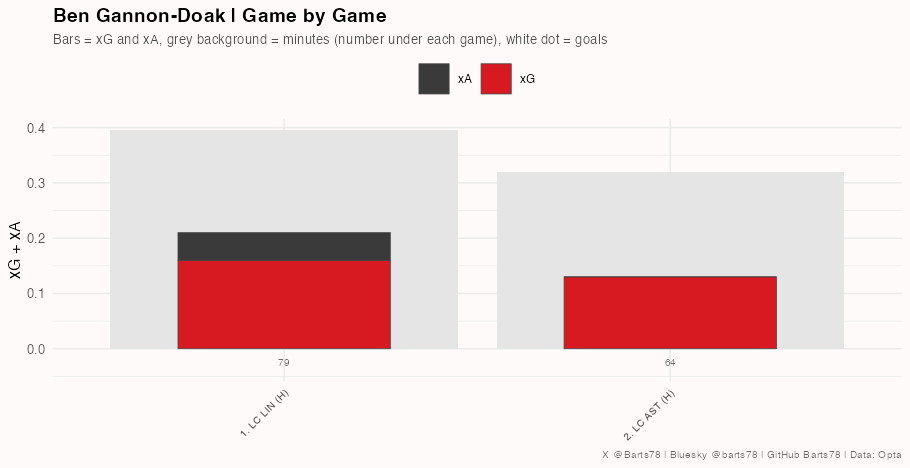 Ben Gannon-Doak | Game by Game
Bars = xG and xA, grey background = minutes (number under each game), white dot = goals
xA xG
xG + xA
0.4
0.3
0.2
0.1
0.0
79 64
1. LC LIN (H) 2. LC AST (H)
X @Barts78 | Bluesky @barts78 | GitHub Barts78 | Data: Opta